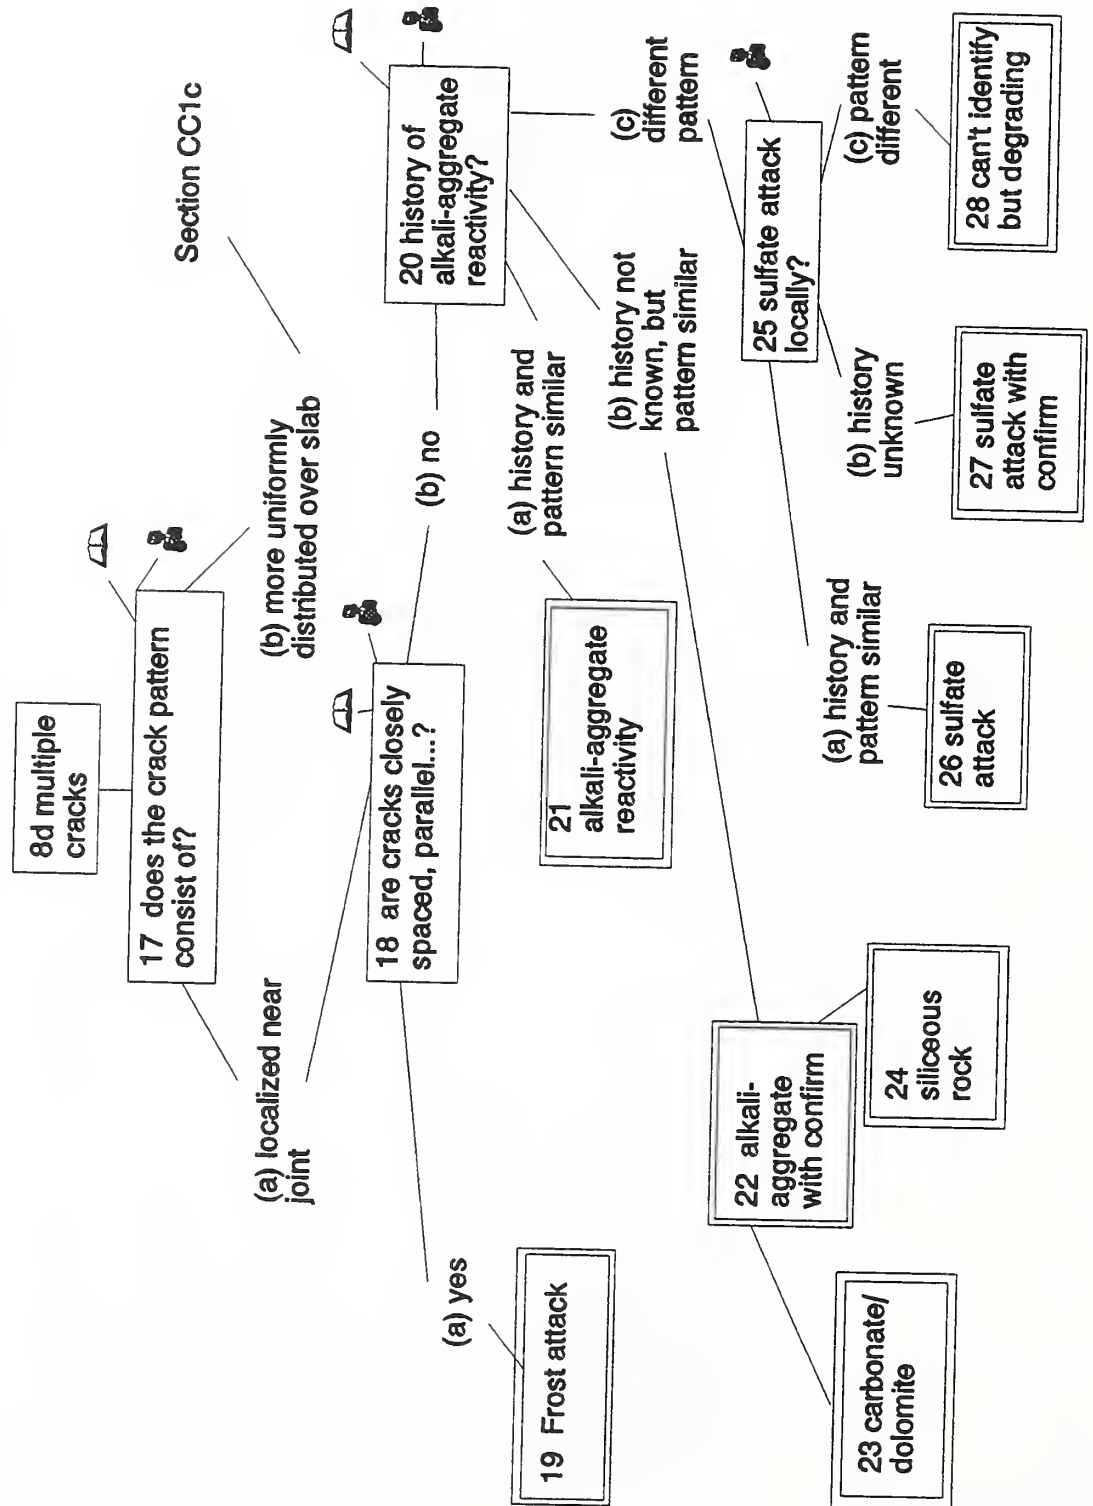 8d multiple
cracks
17 does the crack pattern
consist of?
(a) localized near
joint
(b) more uniformly
distributed over slab
Section CC1c
18 are cracks closely
spaced, parallel...?
(a) yes
(b) no
19 Frost attack
20 history of
alkali-aggregate
reactivity?
(a) history and
pattern similar
(b) history not
known, but
pattern similar
(c)
different
pattern
21
alkali-aggregate
reactivity
22 alkali-
aggregate
with confirm
23 carbonate/
dolomite
24
siliceous
rock
25 sulfate attack
locally?
(a) history and
pattern similar
(b) history
unknown
(c) pattern
different
26 sulfate
attack
27 sulfate
attack with
confirm
28 can't identify
but degrading